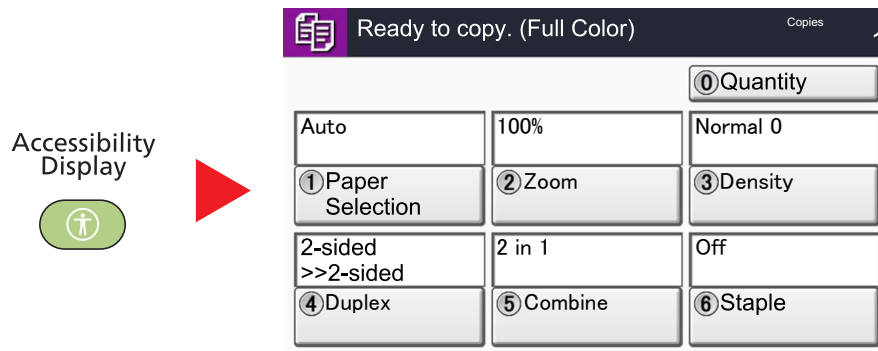 Ready to copy. (Full Color)
Copies
0 Quantity
Accessibility
Display
Auto
100%
Normal 0
1 Paper
Selection
2 Zoom
3 Density
2-sided
>>2-sided
2 in 1
Off
4 Duplex
5 Combine
6 Staple